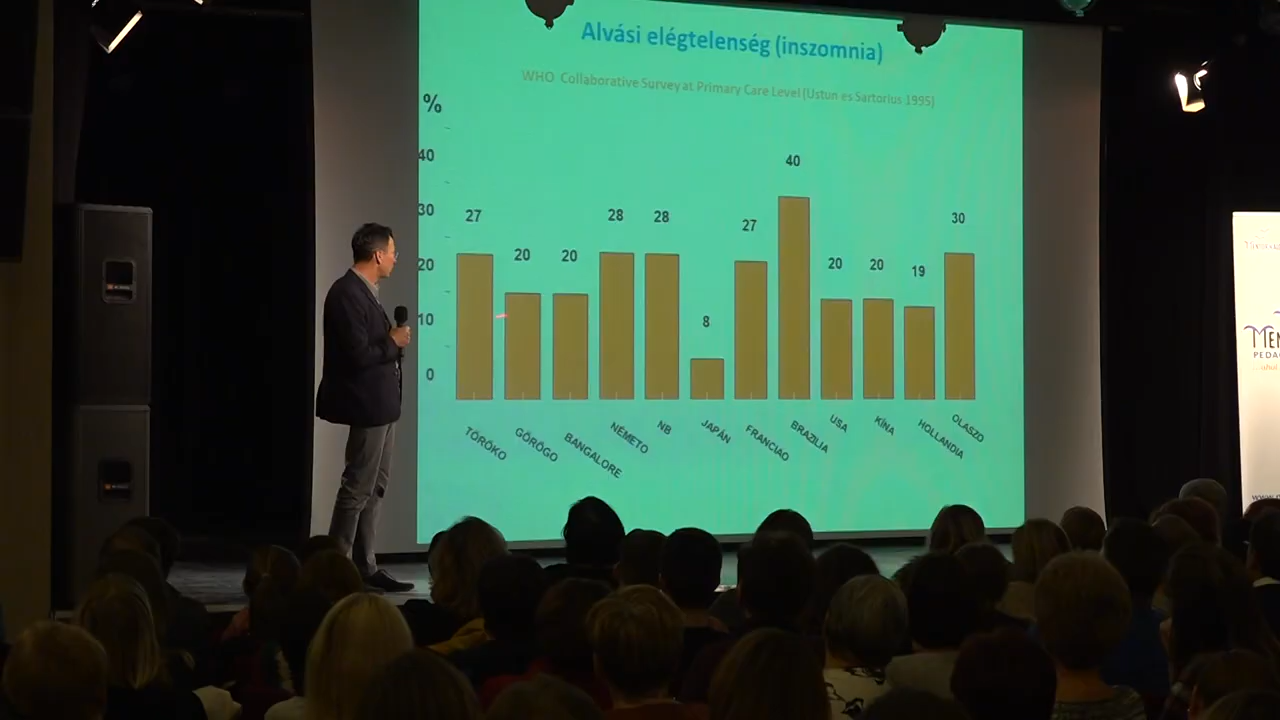 Alvási elégtelenség (inszomnia)
WHO Collaborative Survey at Primary Care Level (Ustun es Sartorius 1995)
%
40
30
20
10
0
27
20
20
28
28
8
27
40
20
20
19
30
TÖRÖKO
GÖRÖGO
BANGALORE
NÉMETO
NB
JAPÁN
FRANCIAO
BRAZILIA
USA
KÍNA
HOLLANDIA
OLASZO